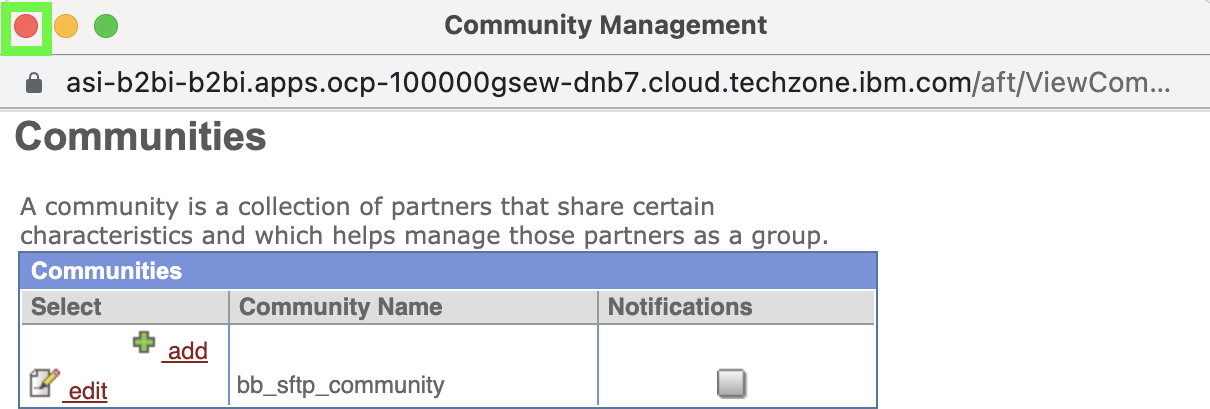 Community Management
asi-b2bi-b2bi.apps.ocp-100000gsew-dnb7.cloud.techzone.ibm.com/aft/ViewCom...
Communities
A community is a collection of partners that share certain
characteristics and which helps manage those partners as a group.
Communities
Select Community Name Notifications
add
edit bb_sftp_community